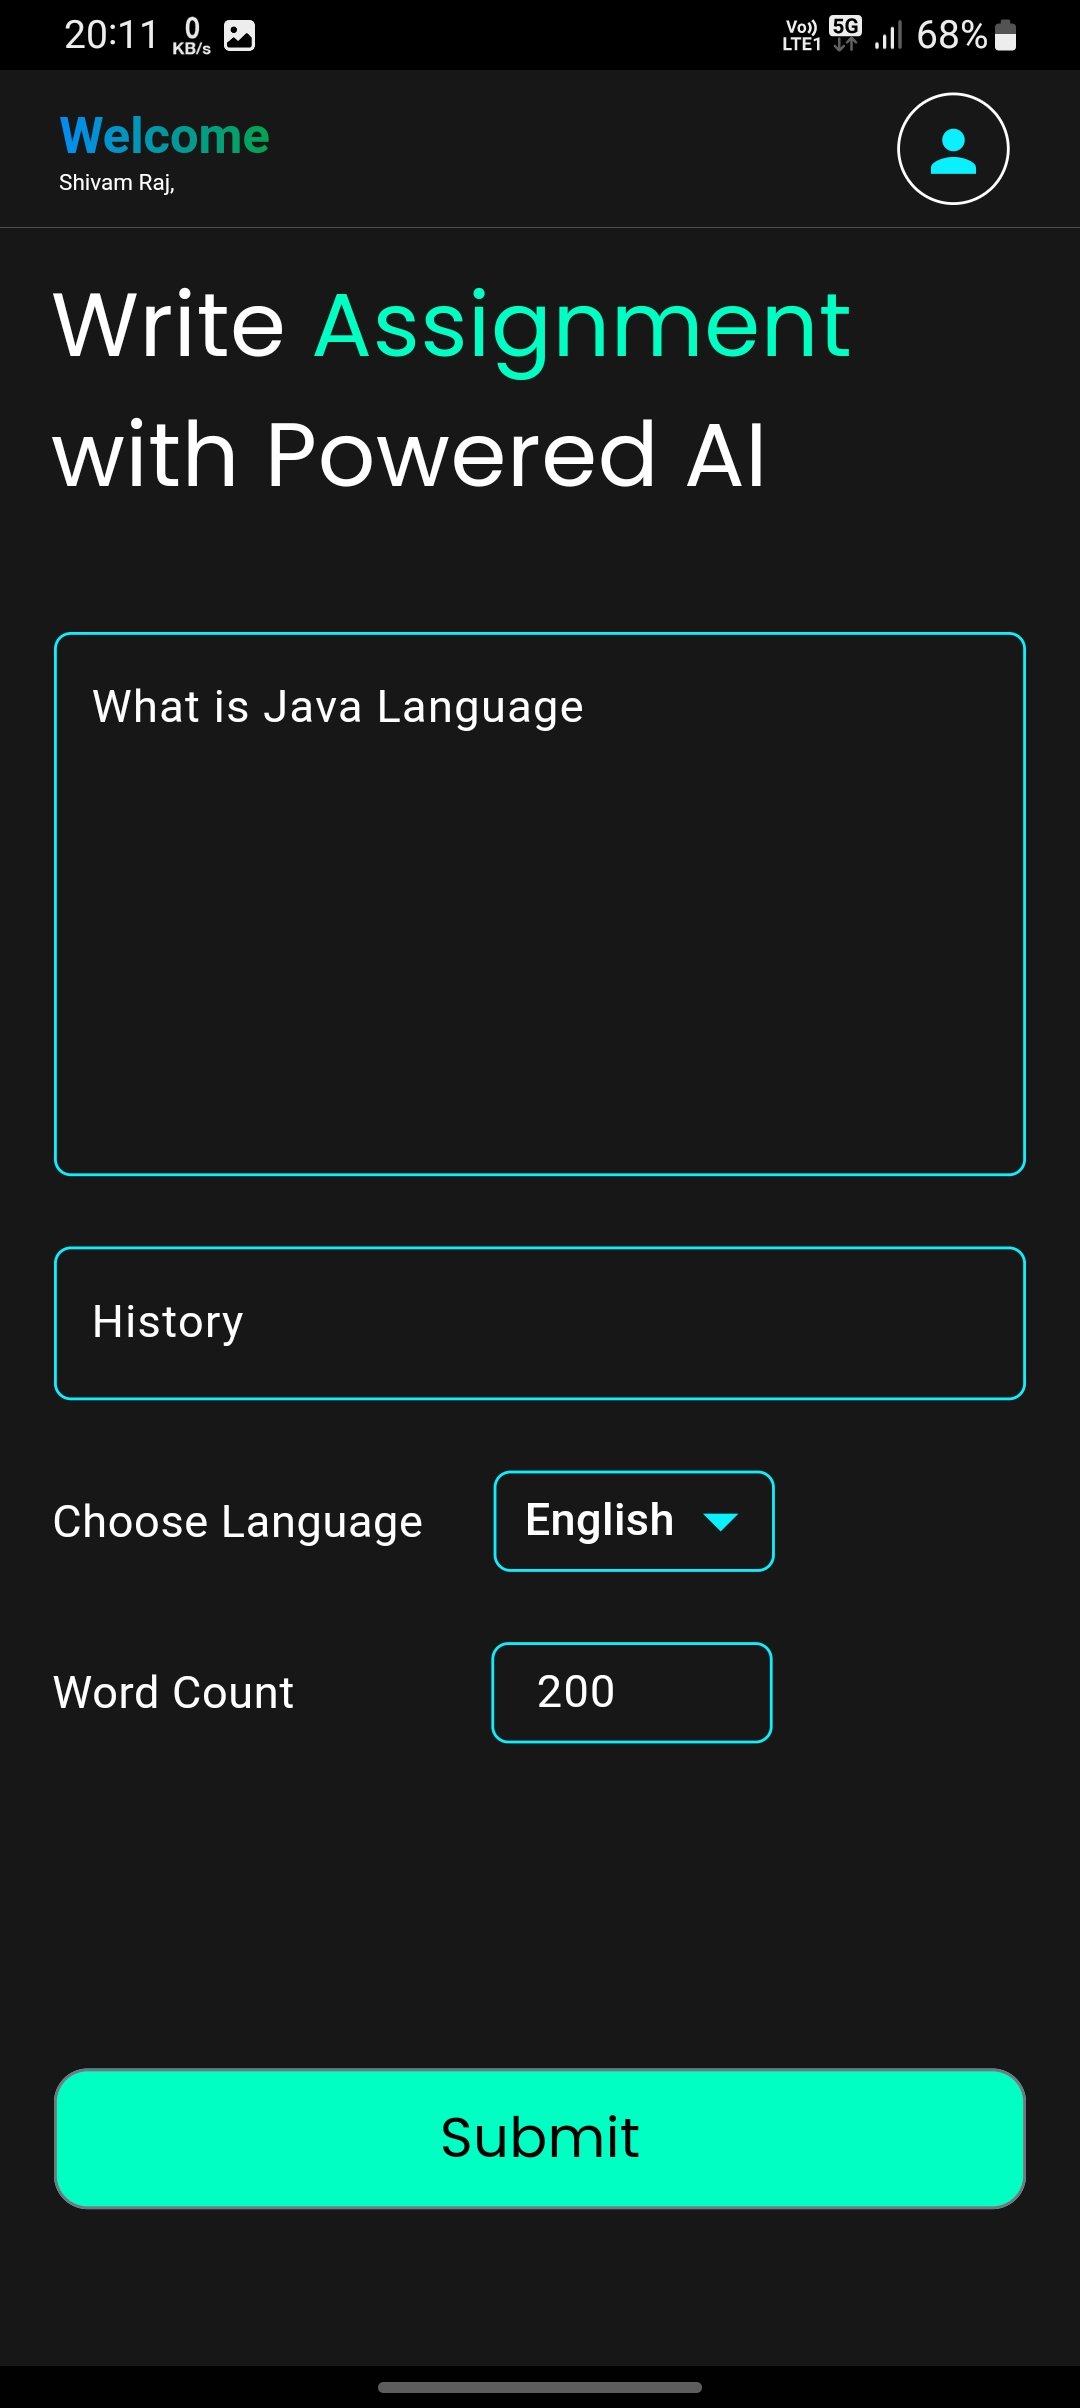 20:11 0 KB/s Vo)) LTE1 5G 68%
Welcome
Shivam Raj,
Write Assignment
with Powered AI
What is Java Language
History
Choose Language English
Word Count 200
Submit